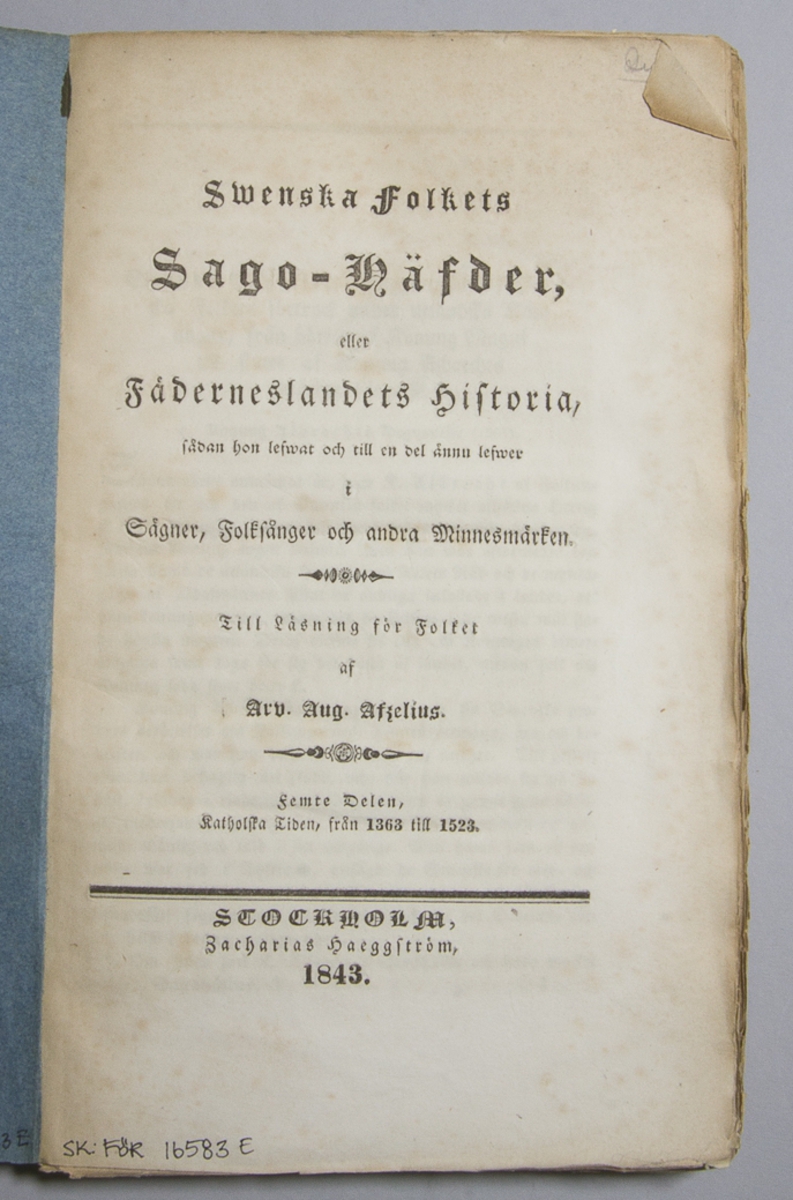 Swenska Folkets
Sago-Häfder,
eller
Fäderneslandets Historia,
sådan hon lefwat och till en del ännu lefwer
i
Sägner, Folksånger och andra Minnesmärken.
Till Läsning för Folket
af
Arv. Aug. Afzelius.
Femte Delen,
Katholska Tiden, från 1363 till 1523.
STOCKHOLM,
Zacharias Haeggström,
1843.
SK: FÖR 16583 E
3 E